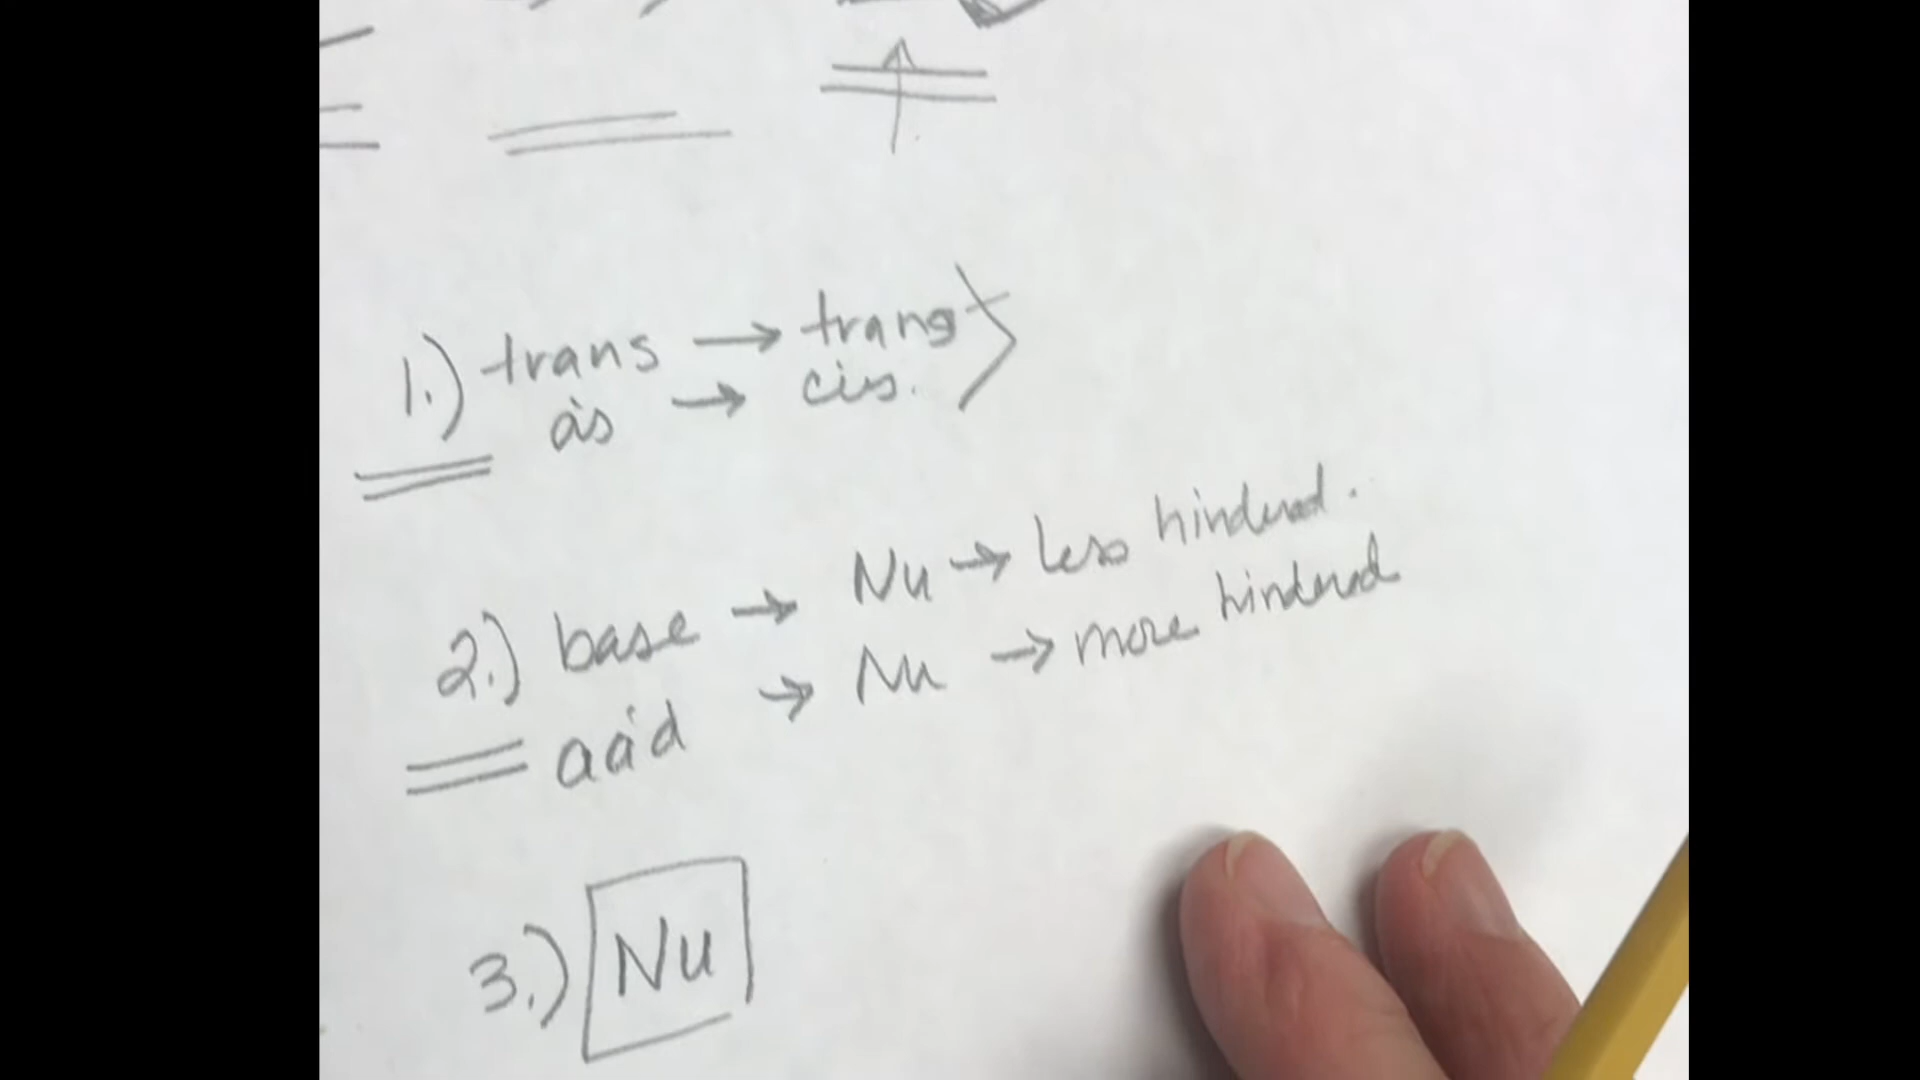 1.) trans → trans
cis → cis.
2.) base → Nu → less hindered.
acid → Nu → more hindered
3.) Nu